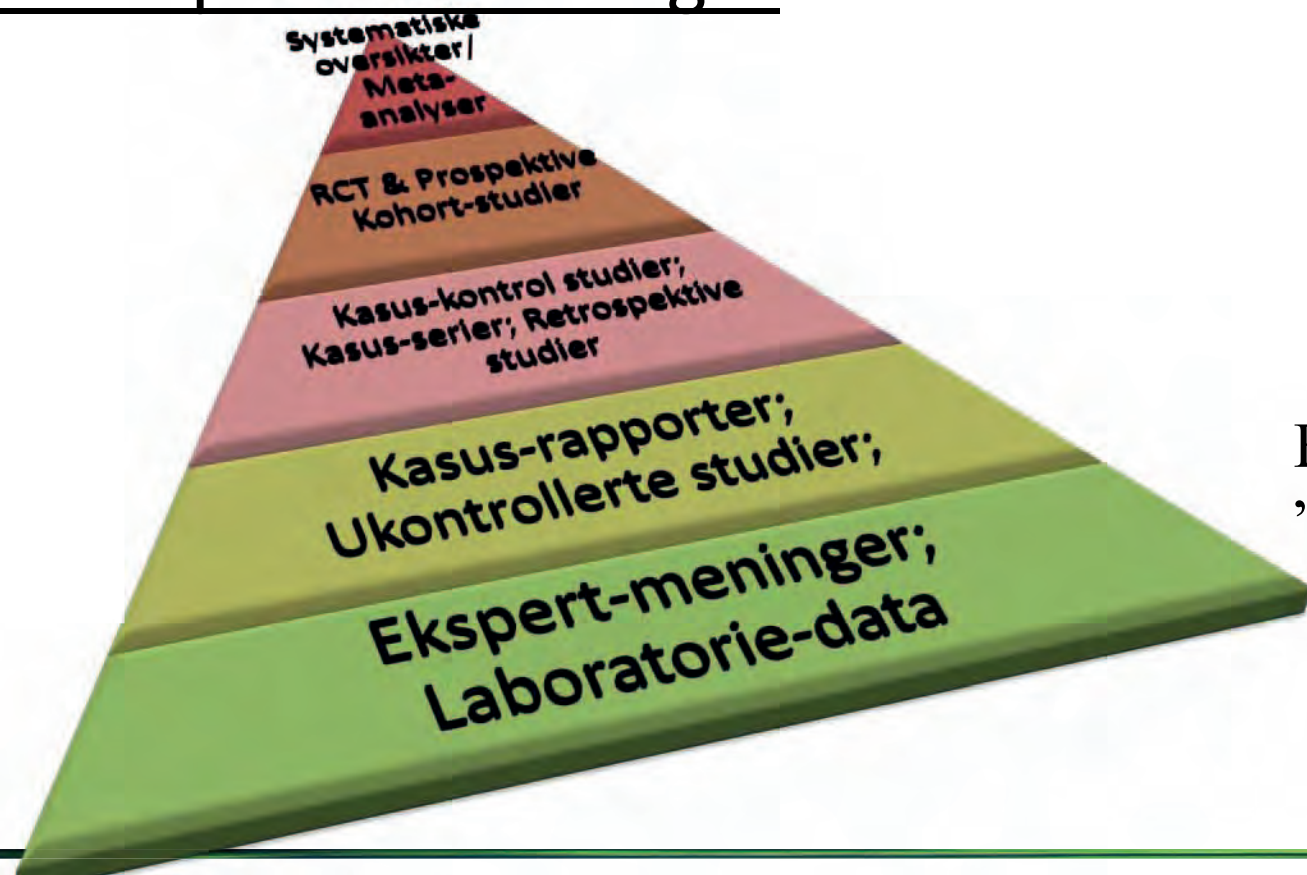 Systematiske
oversikter/
Meta-
analyser
RCT & Prospektive
Kohort-studier
Kasus-kontrol studier;
Kasus-serier; Retrospektive
studier
Kasus-rapporter;
Ukontrollerte studier;
Ekspert-meninger;
Laboratorie-data